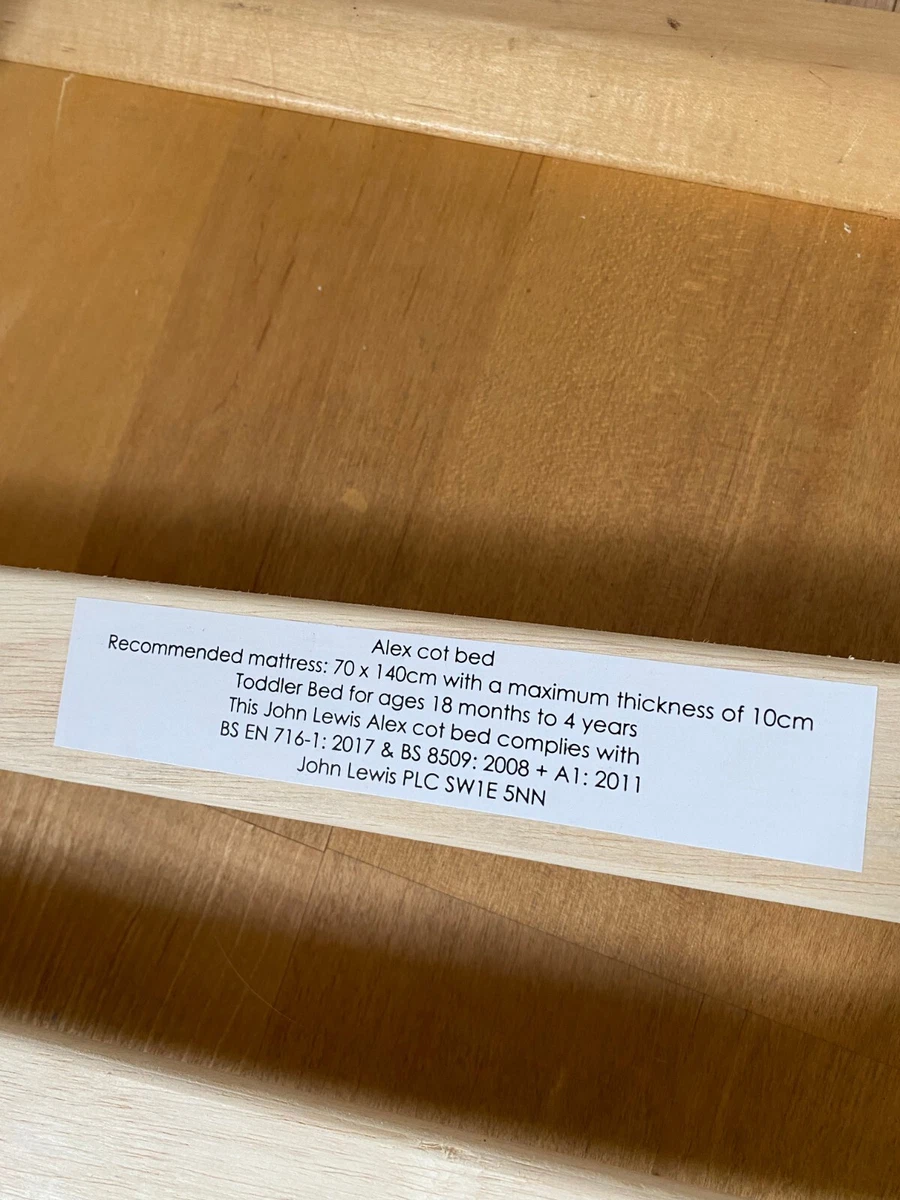 Alex cot bed
Recommended mattress: 70 x 140cm with a maximum thickness of 10cm
Toddler Bed for ages 18 months to 4 years
This John Lewis Alex cot bed complies with
BS EN 716-1: 2017 & BS 8509: 2008 + A1: 2011
John Lewis PLC SW1E 5NN